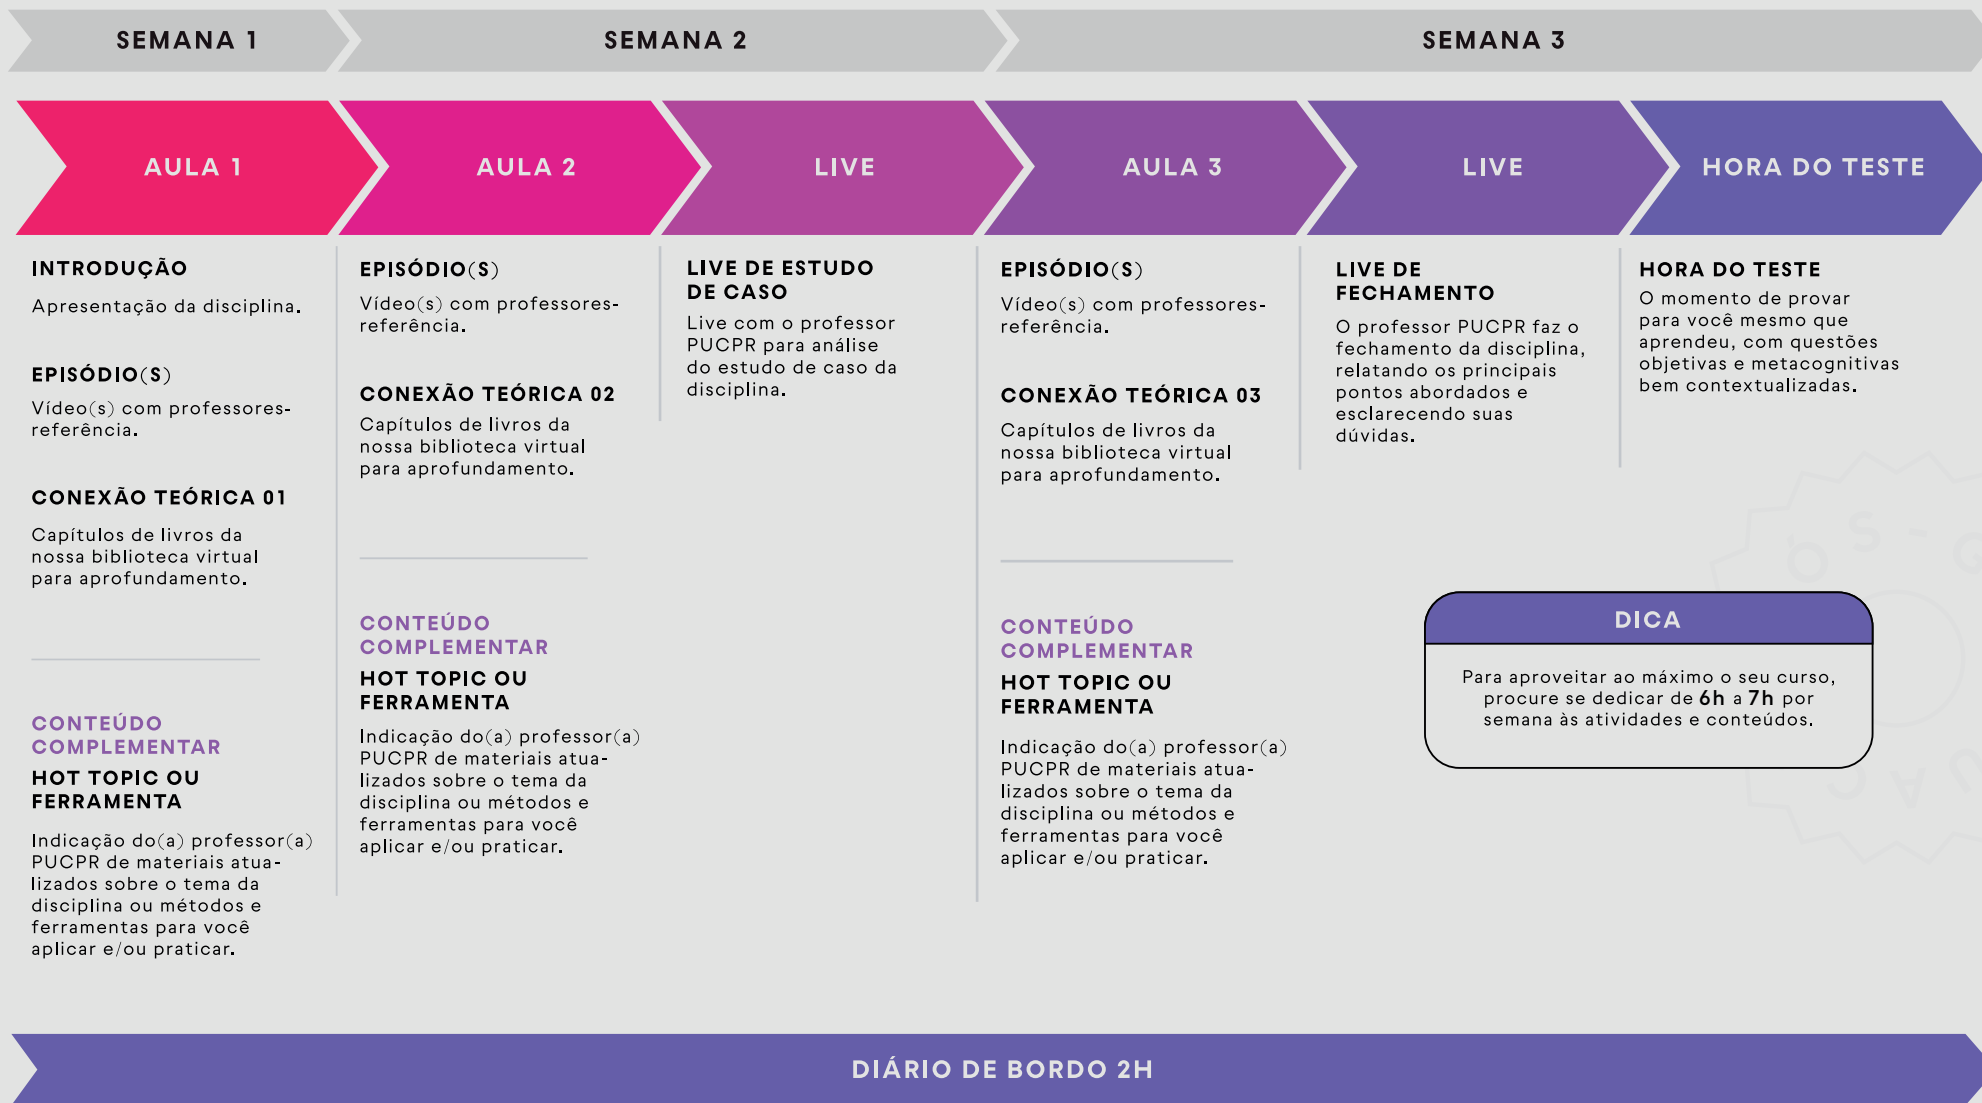 SEMANA 1
SEMANA 2
SEMANA 3
AULA 1
AULA 2
LIVE
AULA 3
LIVE
HORA DO TESTE
INTRODUÇÃO
Apresentação da disciplina.
EPISÓDIO(S)
Vídeo(s) com professores-
referência.
CONEXÃO TEÓRICA 01
Capítulos de livros da
nossa biblioteca virtual
para aprofundamento.
CONTEÚDO
COMPLEMENTAR
HOT TOPIC OU
FERRAMENTA
Indicação do(a) professor(a)
PUCPR de materiais atua-
lizados sobre o tema da
disciplina ou métodos e
ferramentas para você
aplicar e/ou praticar.
EPISÓDIO(S)
Vídeo(s) com professores-
referência.
CONEXÃO TEÓRICA 02
Capítulos de livros da
nossa biblioteca virtual
para aprofundamento.
CONTEÚDO
COMPLEMENTAR
HOT TOPIC OU
FERRAMENTA
Indicação do(a) professor(a)
PUCPR de materiais atua-
lizados sobre o tema da
disciplina ou métodos e
ferramentas para você
aplicar e/ou praticar.
LIVE DE ESTUDO
DE CASO
Live com o professor
PUCPR para análise
do estudo de caso da
disciplina.
EPISÓDIO(S)
Vídeo(s) com professores-
referência.
CONEXÃO TEÓRICA 03
Capítulos de livros da
nossa biblioteca virtual
para aprofundamento.
CONTEÚDO
COMPLEMENTAR
HOT TOPIC OU
FERRAMENTA
Indicação do(a) professor(a)
PUCPR de materiais atua-
lizados sobre o tema da
disciplina ou métodos e
ferramentas para você
aplicar e/ou praticar.
LIVE DE
FECHAMENTO
O professor PUCPR faz o
fechamento da disciplina,
relatando os principais
pontos abordados e
esclarecendo suas
dúvidas.
HORA DO TESTE
O momento de provar
para você mesmo que
aprendeu, com questões
objetivas e metacognitivas
bem contextualizadas.
DICA
Para aproveitar ao máximo o seu curso,
procure se dedicar de 6h a 7h por
semana às atividades e conteúdos.
DIÁRIO DE BORDO 2H